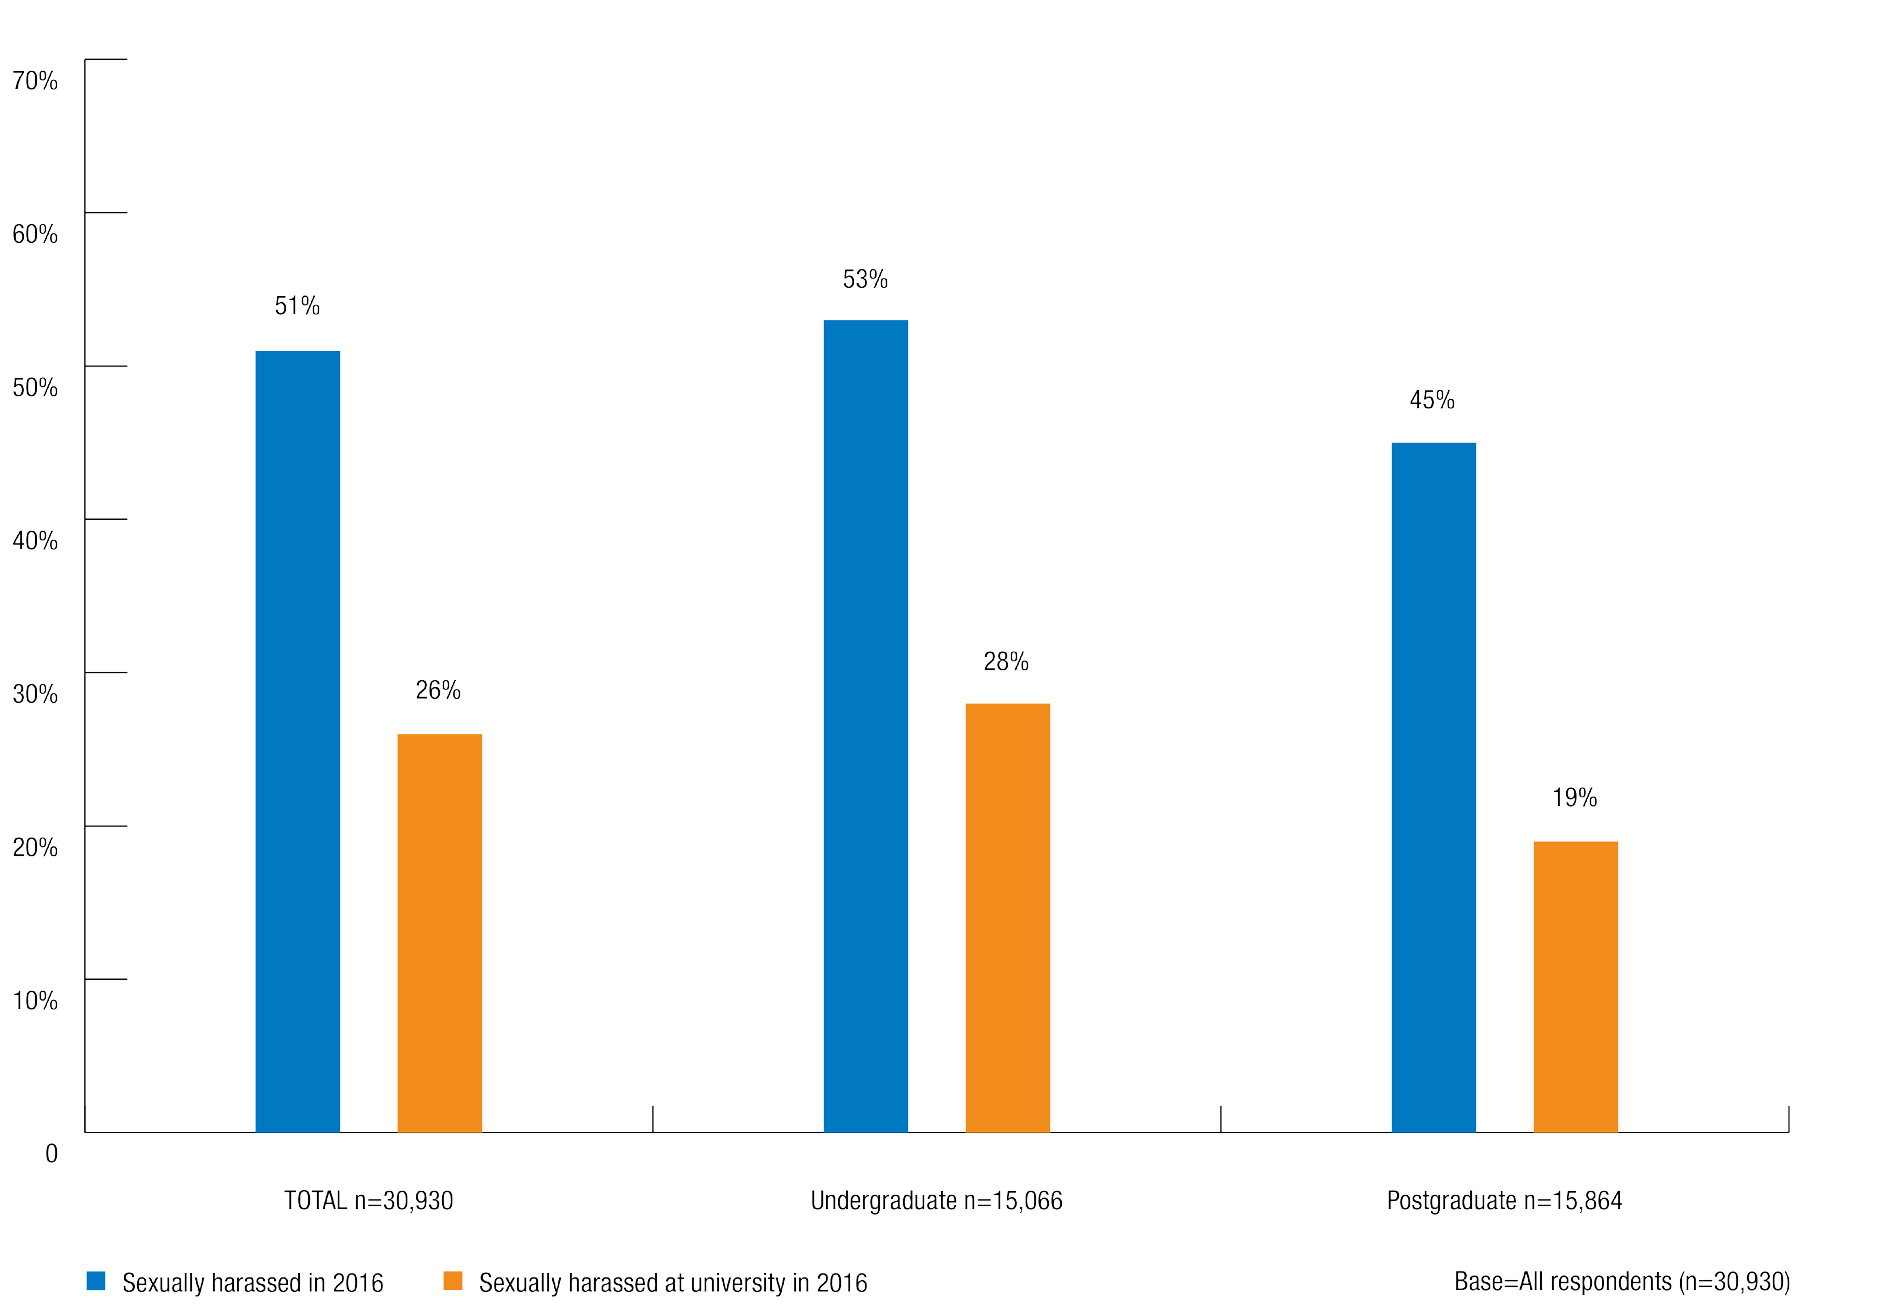 70%
60%
50%
40%
30%
20%
10%
0
51%
26%
53%
28%
45%
19%
TOTAL n=30,930
Undergraduate n=15,066
Postgraduate n=15,864
Sexually harassed in 2016
Sexually harassed at university in 2016
Base=All respondents (n=30,930)